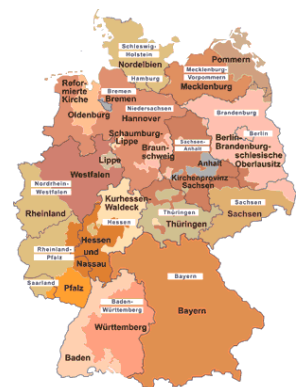 Schleswig-
Holstein
Nordelbien
Hamburg
Pommern
Mecklenburg-
Vorpommern
Mecklenburg
Refor-
mierte
Kirche
Bremen
Bremen
Oldenburg
Niedersachsen
Hannover
Brandenburg
Schaumburg-
Lippe
Berlin
Berlin-
Brandenburg-
schlesische
Oberlausitz
Braun-
schweig
Sachsen-
Anhalt
Anhalt
Lippe
Westfalen
Kirchenprovinz
Sachsen
Nordrhein-
Westfalen
Kurhessen-
Waldeck
Rheinland
Hessen
Thüringen
Thüringen
Sachsen
Sachsen
Hessen
und
Nassau
Rheinland-
Pfalz
Saarland
Pfalz
Bayern
Baden-
Württemberg
Württemberg
Bayern
Baden